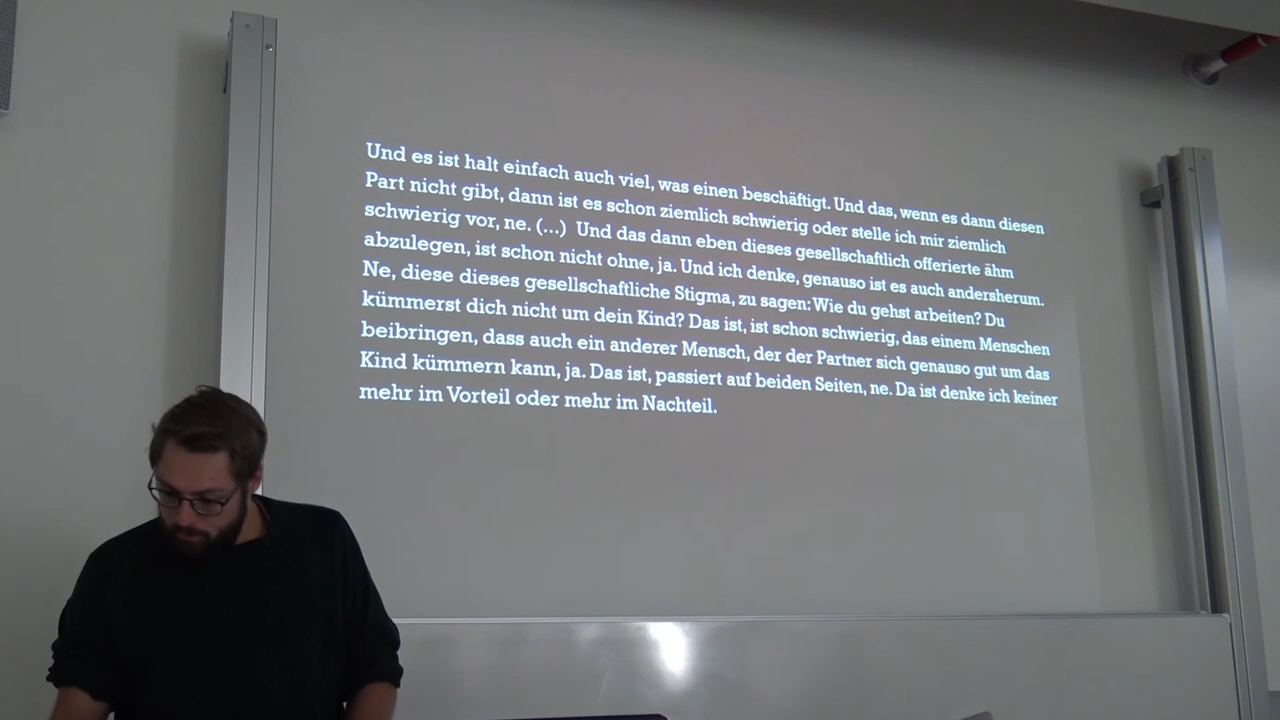 Und es ist halt einfach auch viel, was einen beschäftigt. Und das, wenn es dann diesen
Part nicht gibt, dann ist es schon ziemlich schwierig oder stelle ich mir ziemlich
schwierig vor, ne. (...) Und das dann eben dieses gesellschaftlich offerierte ähm
abzulegen, ist schon nicht ohne, ja. Und ich denke, genauso ist es auch andersherum.
Ne, diese dieses gesellschaftliche Stigma, zu sagen: Wie du gehst arbeiten? Du
kümmerst dich nicht um dein Kind? Das ist, ist schon schwierig, das einem Menschen
beibringen, dass auch ein anderer Mensch, der der Partner sich genauso gut um das
Kind kümmern kann, ja. Das ist, passiert auf beiden Seiten, ne. Da ist denke ich keiner
mehr im Vorteil oder mehr im Nachteil.